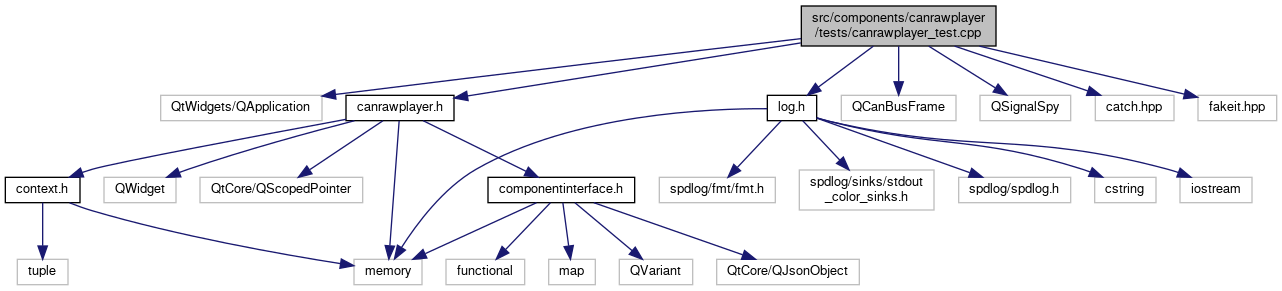 src/components/canrawplayer
/tests/canrawplayer_test.cpp
QtWidgets/QApplication
canrawplayer.h
log.h
QCanBusFrame
QSignalSpy
catch.hpp
fakeit.hpp
context.h
QWidget
QtCore/QScopedPointer
componentinterface.h
spdlog/fmt/fmt.h
spdlog/sinks/stdout
_color_sinks.h
spdlog/spdlog.h
cstring
iostream
tuple
memory
functional
map
QVariant
QtCore/QJsonObject